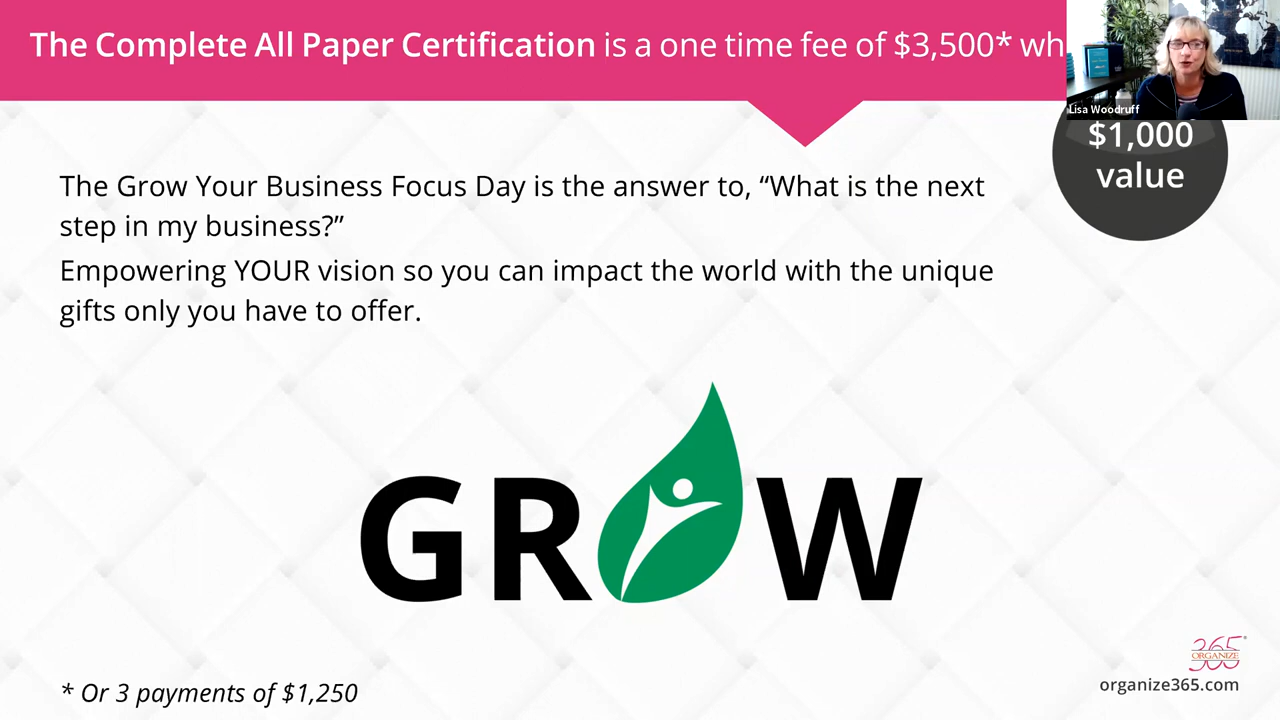 The Complete All Paper Certification is a one time fee of $3,500* wh
Lisa Woodruff
$1,000
value
The Grow Your Business Focus Day is the answer to, “What is the next
step in my business?”
Empowering YOUR vision so you can impact the world with the unique
gifts only you have to offer.
GROW
* Or 3 payments of $1,250
365
ORGANIZE
organize365.com